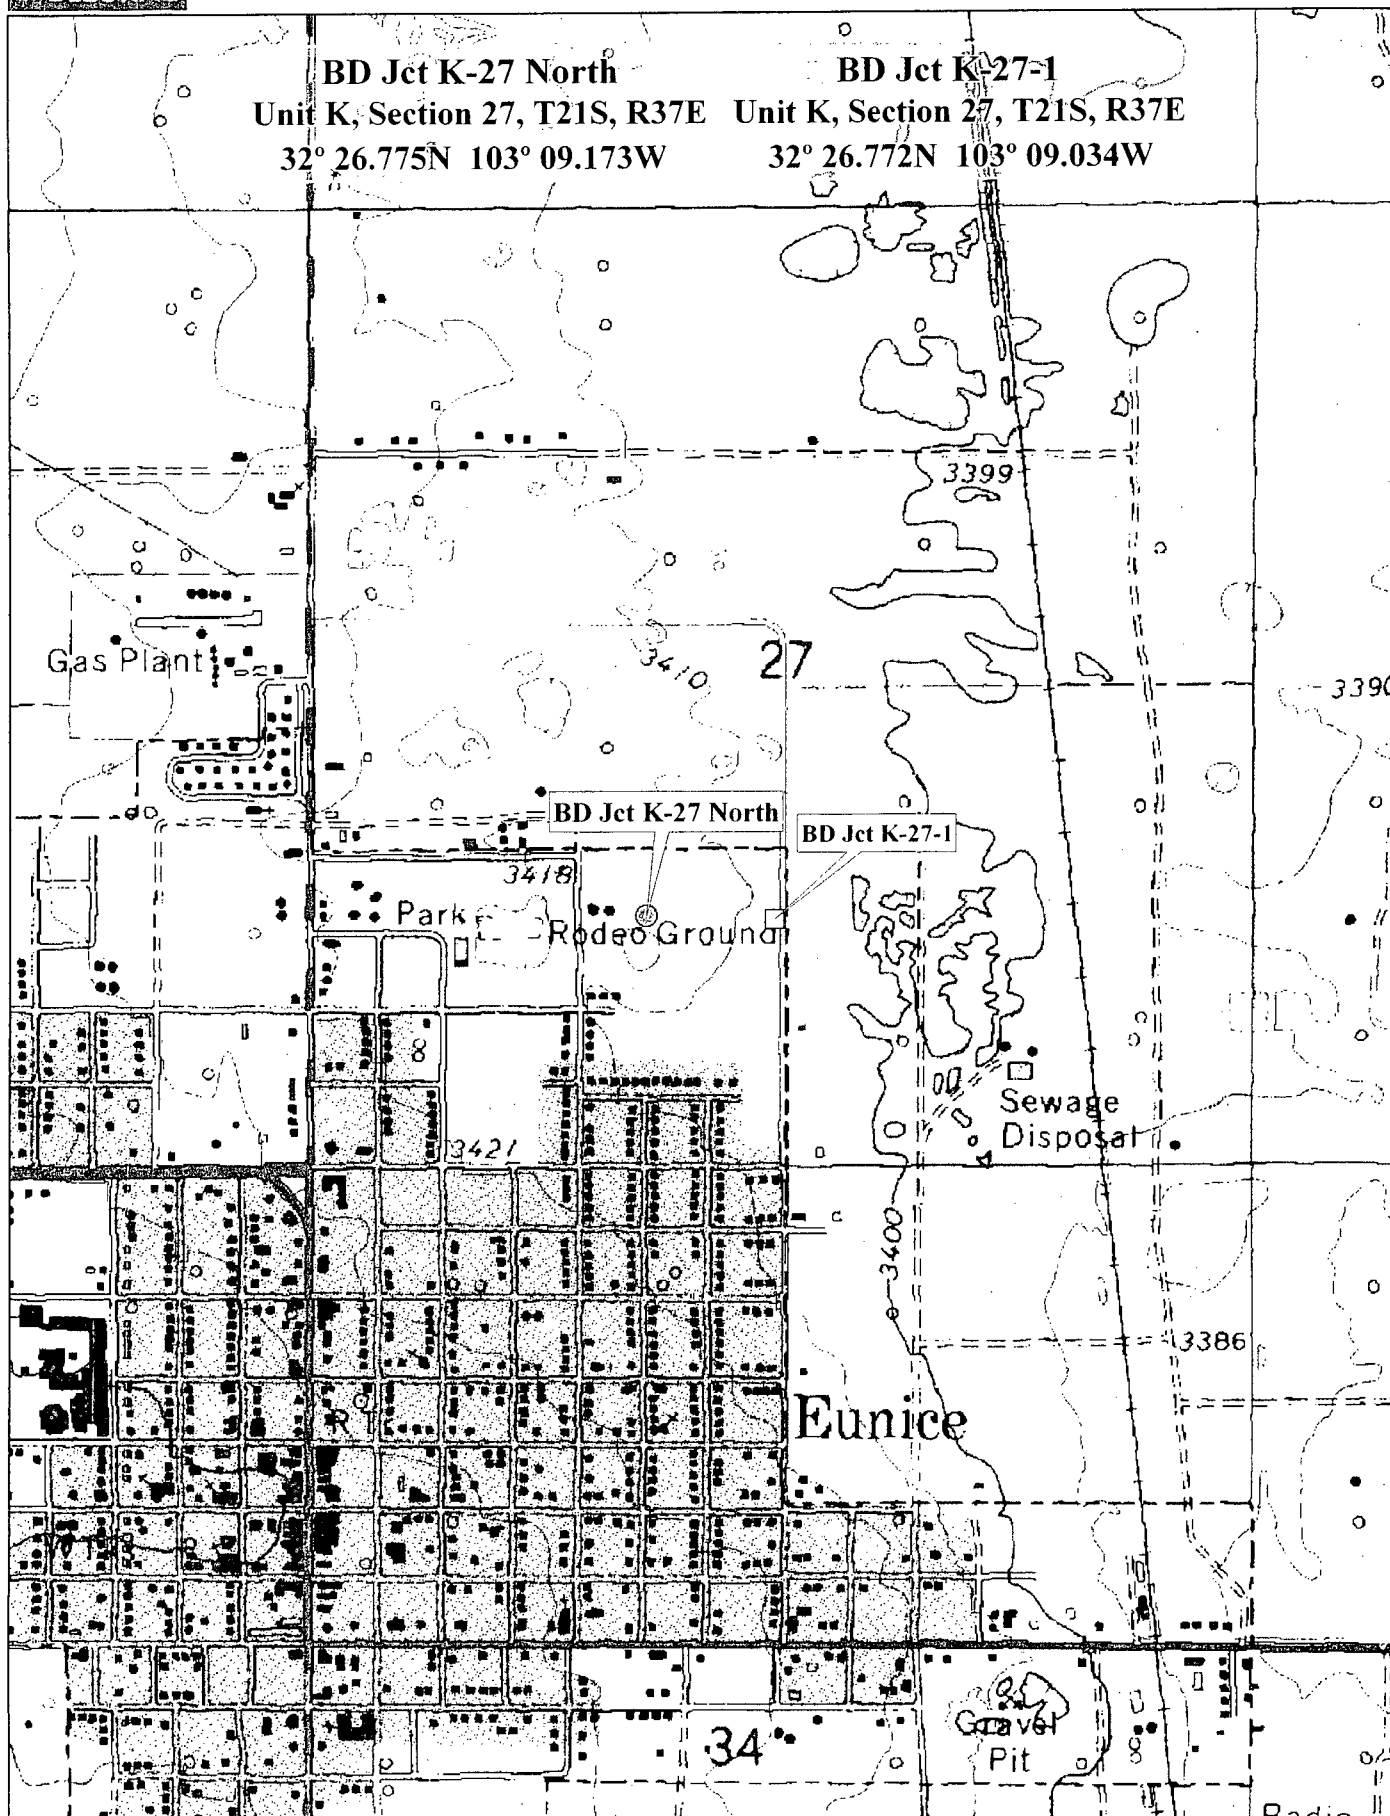 BD Jct K-27 North
Unit K, Section 27, T21S, R37E
32° 26.775N 103° 09.173W
BD Jct K-27-1
Unit K, Section 27, T21S, R37E
32° 26.772N 103° 09.034W
3399
Gas Plant
3410
27
3390
BD Jct K-27 North
BD Jct K-27-1
3418
Park
Rodeo Ground
Sewage
Disposal
3421
3400
3386
Eunice
Gravel
Pit
34